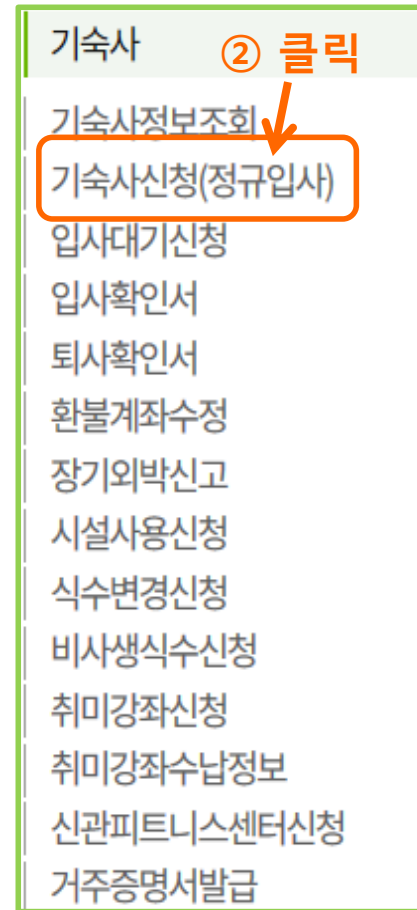 기숙사
② 클릭
기숙사정보조회
기숙사신청(정규입사)
입사대기신청
입사확인서
퇴사확인서
환불계좌수정
장기외박신고
시설사용신청
식수변경신청
비사생식수신청
취미강좌신청
취미강좌수납정보
신관피트니스센터신청
거주증명서발급